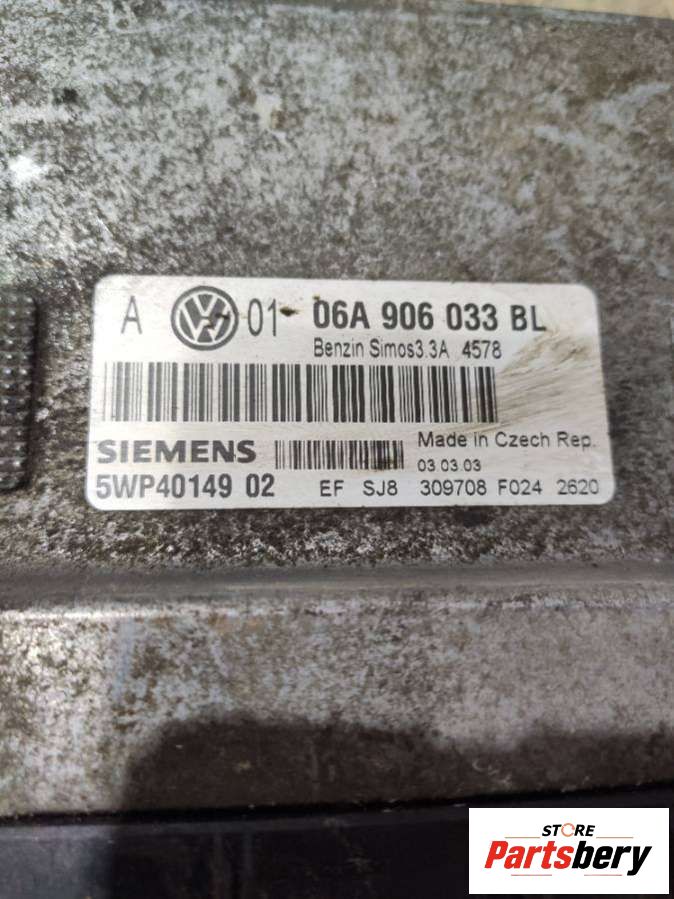 A VW 01 06A 906 033 BL
Benzin Simos3.3A 4578
SIEMENS Made in Czech Rep.
03.03.03
5WP40149 02 EF SJ8 309708 F024 2620
STORE
Partsbery